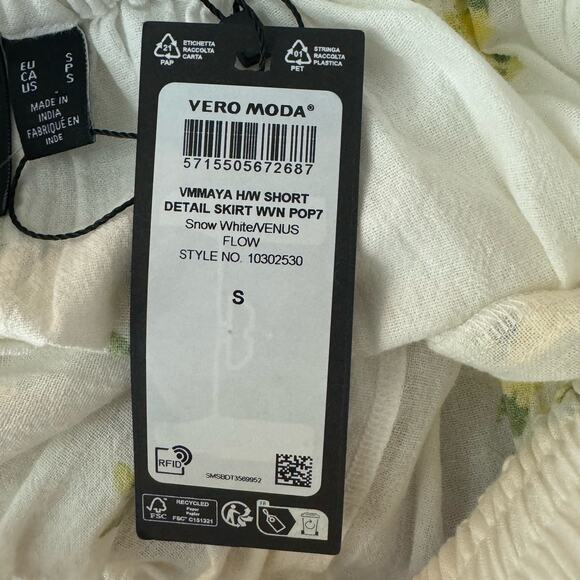 EU S
CA P
US S
MADE IN
INDIA
FABRIQUÉ EN
INDE
21
PAP
ETICHETTA
RACCOLTA
CARTA
01
PET
STRINGA
RACCOLTA
PLASTICA
VERO MODA®
5715505672687
VMMAYA H/W SHORT
DETAIL SKIRT WVN POP7
Snow White/VENUS
FLOW
STYLE NO. 10302530
S
RFID
SMSBDT3569952
FSC
RECYCLED
Paper
FSC® C151321
FR